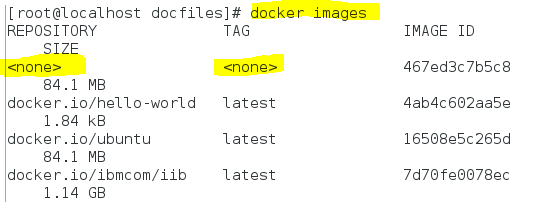 [root@localhost docfiles]# docker images
REPOSITORY TAG IMAGE ID
SIZE
<none> <none> 467ed3c7b5c8
84.1 MB
docker.io/hello-world latest 4ab4c602aa5e
1.84 kB
docker.io/ubuntu latest 16508e5c265d
84.1 MB
docker.io/ibmcom/iib latest 7d70fe0078ec
1.14 GB